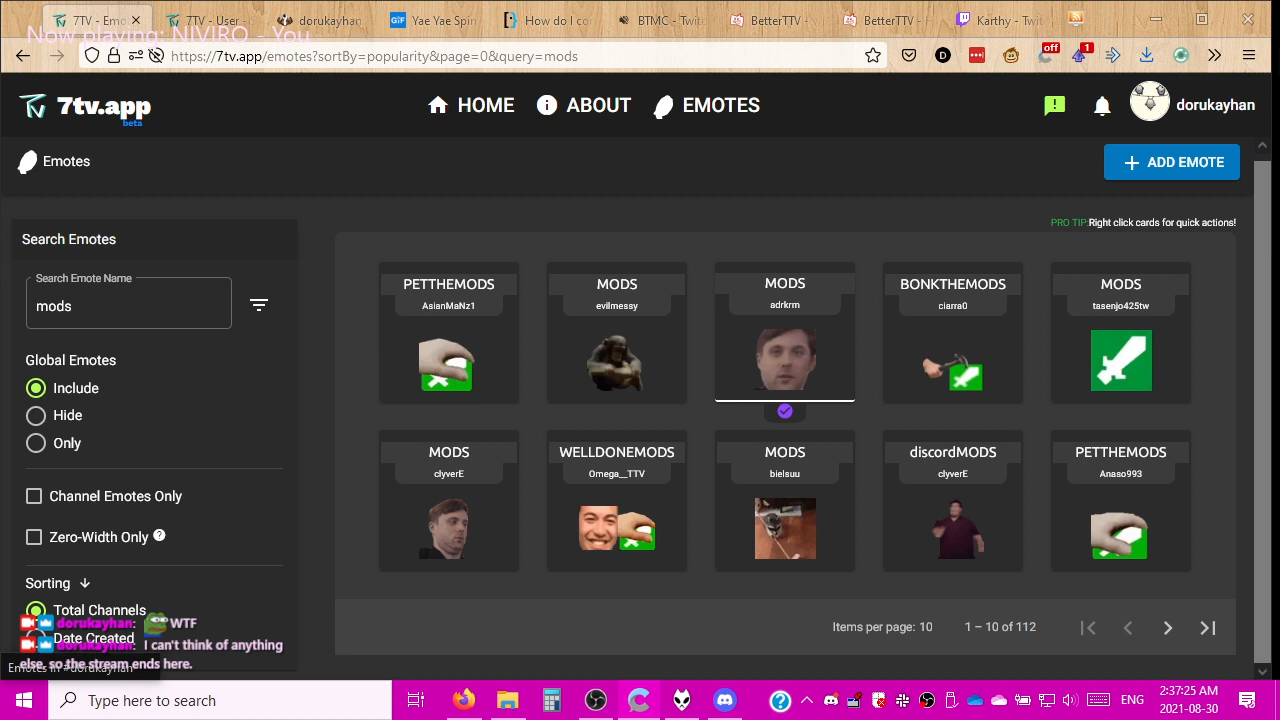 7TV - Emo
7TV - User -
dorukayhan
Yae Yae Spin
How do I co
BTMC - Twit
BetterTTV -
BetterTTV -
Karthy - Twit
Now playing: NIVIRO - You
https://7tv.app/emotes?sortBy=popularity&page=0&query=mods
off
1
7tv.app
beta
HOME
ABOUT
EMOTES
dorukayhan
Emotes
ADD EMOTE
PRO TIP:Right click cards for quick actions!
Search Emotes
Search Emote Name
mods
Global Emotes
Include
Hide
Only
Channel Emotes Only
Zero-Width Only
Sorting
Total Channels
Date Created
PETTHEMODS
AsianMaNz1
MODS
evilmessy
MODS
adrkrm
BONKTHEMODS
ciarra0
MODS
tasenjo425tw
MODS
clyverE
WELLDONEMODS
Omega__TTV
MODS
bielsuu
discordMODS
clyverE
PETTHEMODS
Anaso993
Items per page: 10
1 – 10 of 112
dorukayhan: WTF
dorukayhan: I can't think of anything
else, so the stream ends here.
Emotes in #dorukayhan
Type here to search
ENG
2:37:25 AM
2021-08-30